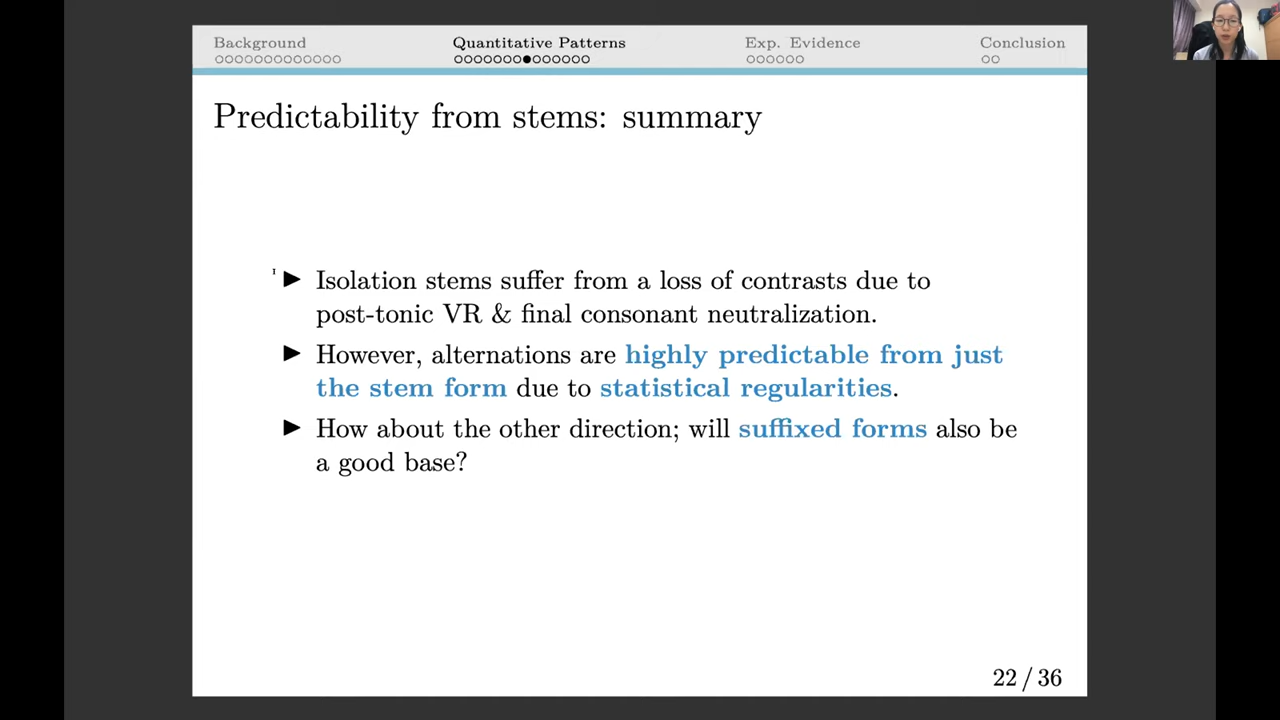 Background Quantitative Patterns Exp. Evidence Conclusion
Predictability from stems: summary
▶ Isolation stems suffer from a loss of contrasts due to
post-tonic VR & final consonant neutralization.
▶ However, alternations are highly predictable from just
the stem form due to statistical regularities.
▶ How about the other direction; will suffixed forms also be
a good base?
22 / 36